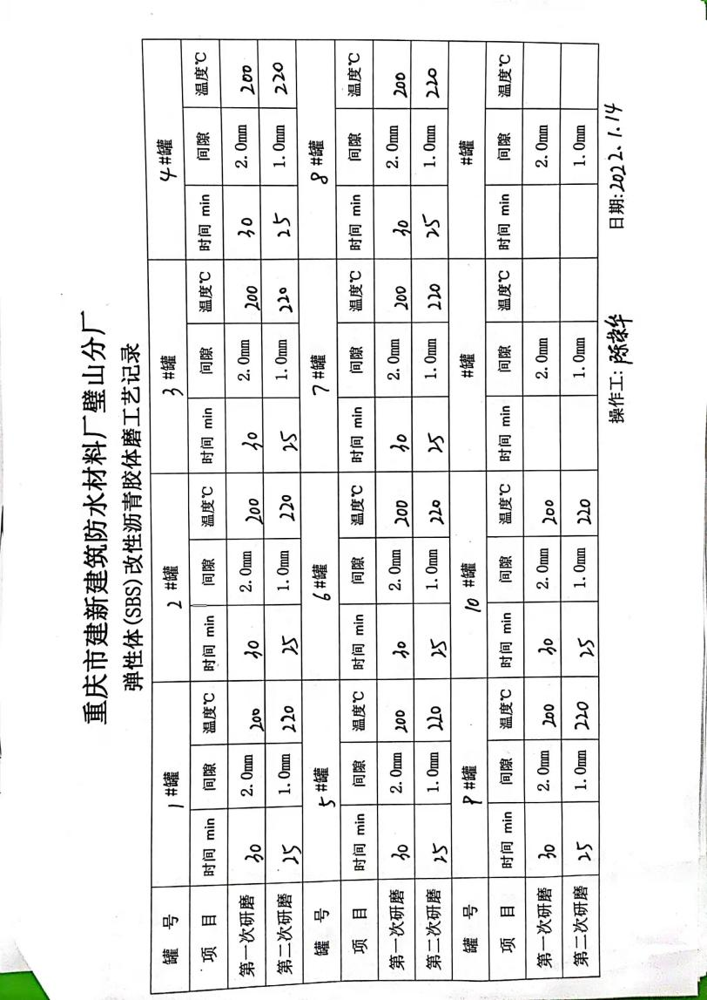 重庆市建新建筑防水材料厂璧山分厂
弹性体(SBS)改性沥青胶体磨工艺记录
罐 号 1#罐 2#罐 3#罐 4#罐
项 目 时间 min 间隙 温度℃ 时间 min 间隙 温度℃ 时间 min 间隙 温度℃ 时间 min 间隙 温度℃
第一次研磨 30 2.0mm 200 30 2.0mm 200 30 2.0mm 200 30 2.0mm 200
第二次研磨 25 1.0mm 220 25 1.0mm 220 25 1.0mm 220 25 1.0mm 220
罐 号 5#罐 6#罐 7#罐 8#罐
项 目 时间 min 间隙 温度℃ 时间 min 间隙 温度℃ 时间 min 间隙 温度℃ 时间 min 间隙 温度℃
第一次研磨 30 2.0mm 200 30 2.0mm 200 30 2.0mm 200 30 2.0mm 200
第二次研磨 25 1.0mm 220 25 1.0mm 220 25 1.0mm 220 25 1.0mm 220
罐 号 9#罐 10#罐 #罐 #罐
项 目 时间 min 间隙 温度℃ 时间 min 间隙 温度℃ 时间 min 间隙 温度℃ 时间 min 间隙 温度℃
第一次研磨 30 2.0mm 200 30 2.0mm 200 2.0mm 2.0mm
第二次研磨 25 1.0mm 220 25 1.0mm 220 1.0mm 1.0mm
操作工: 陈禄华 日期:2022.1.14